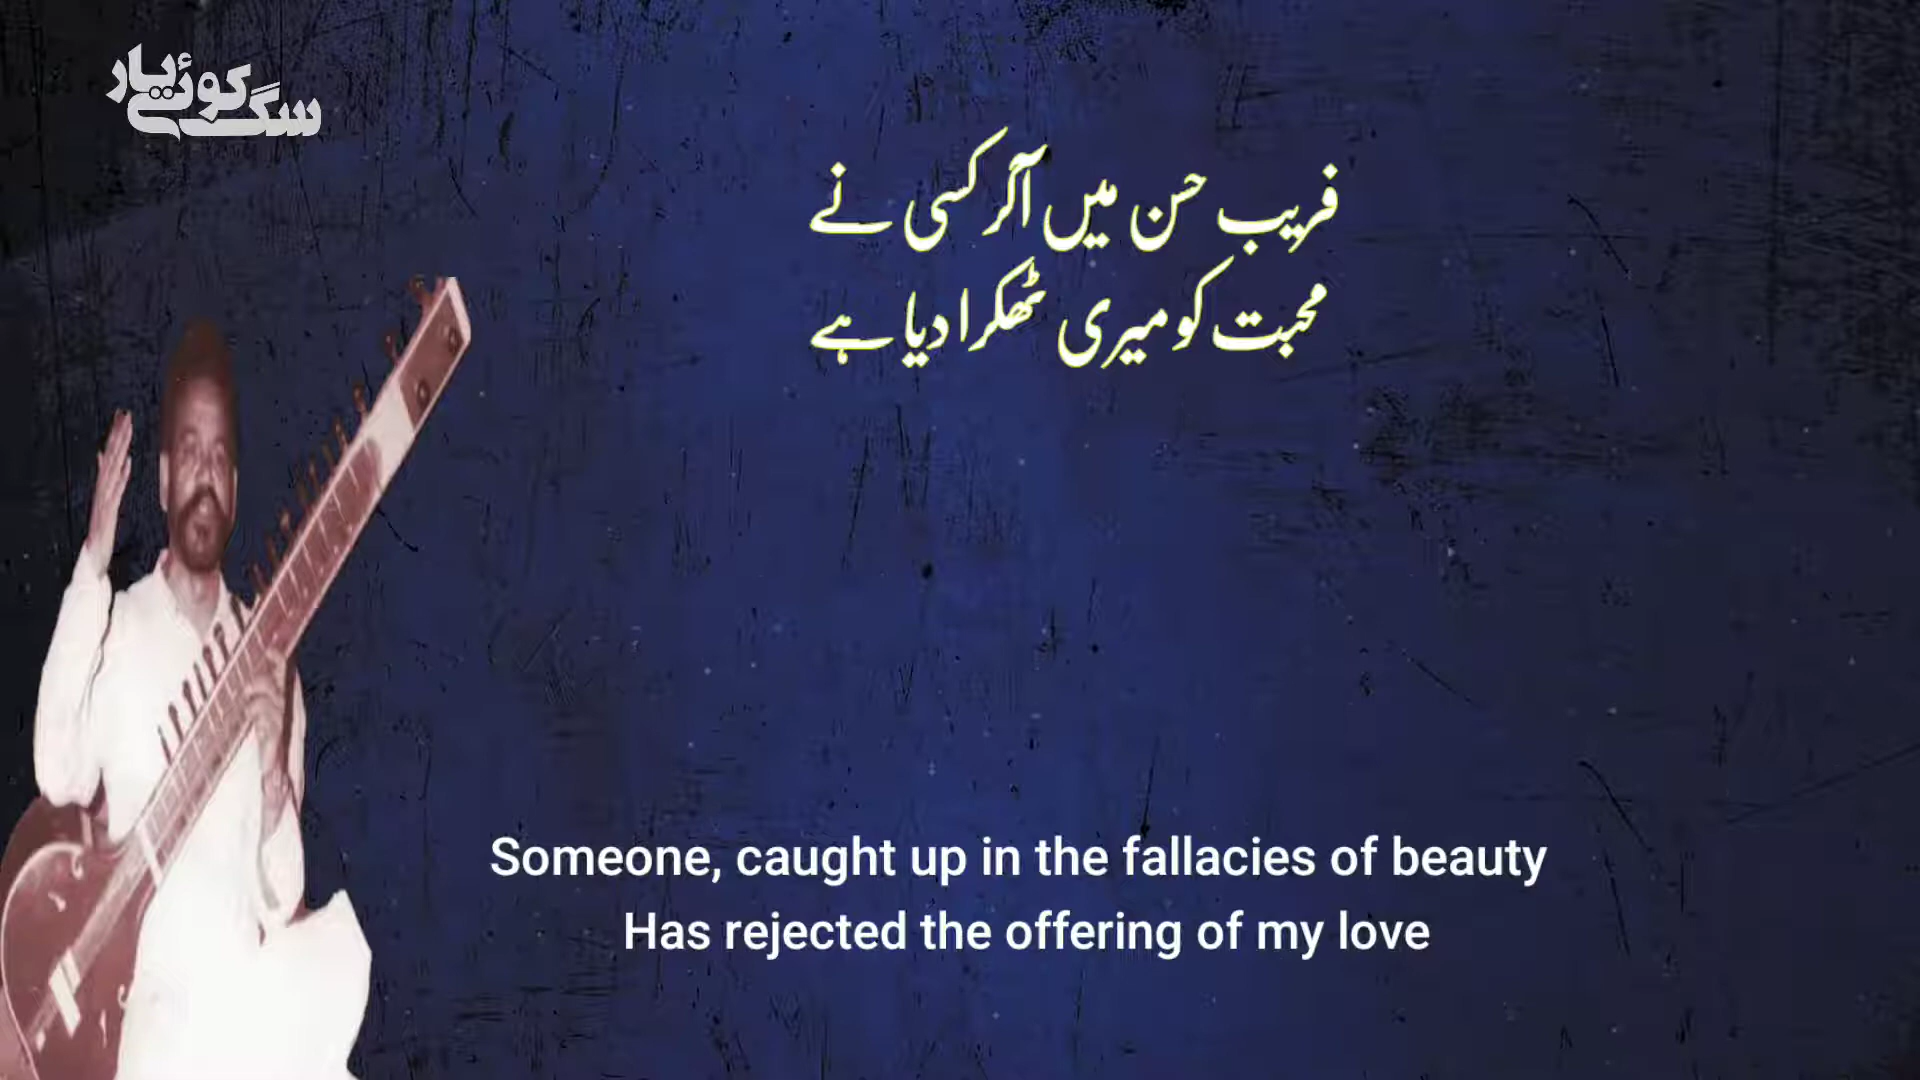 سگ کوئے یار
فریب حسن میں آکر کسی نے
محبت کو میری ٹھکرا دیا ہے
Someone, caught up in the fallacies of beauty
Has rejected the offering of my love